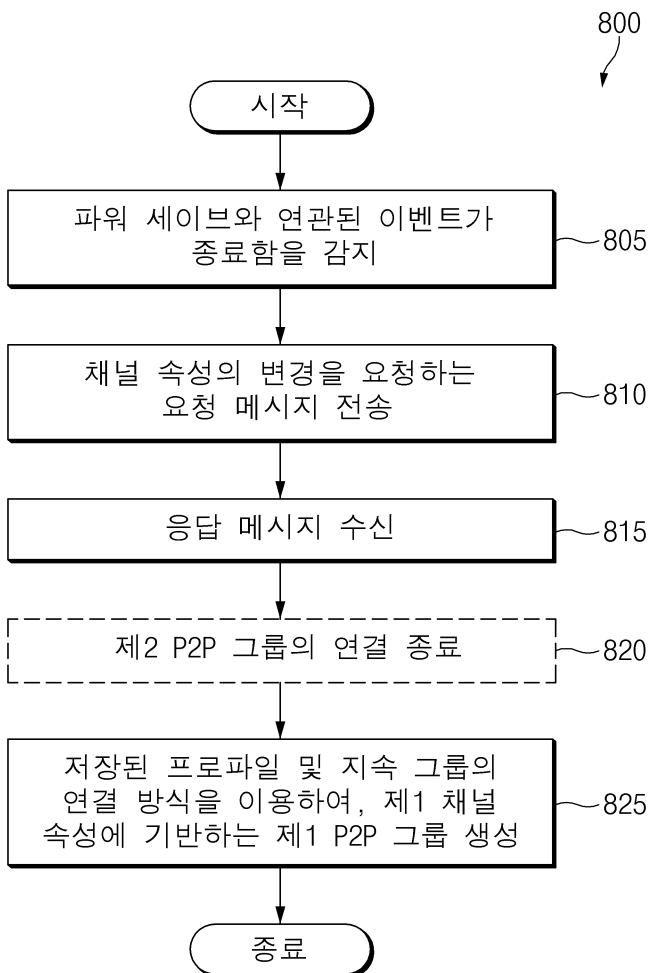 800
시작
파워 세이브와 연관된 이벤트가
종료함을 감지
805
채널 속성의 변경을 요청하는
요청 메시지 전송
810
응답 메시지 수신
815
제2 P2P 그룹의 연결 종료
820
저장된 프로파일 및 지속 그룹의
연결 방식을 이용하여, 제1 채널
속성에 기반하는 제1 P2P 그룹 생성
825
종료